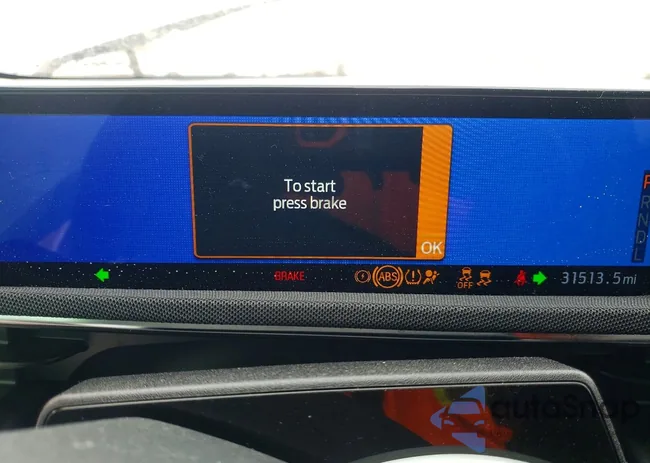 To start
press brake
OK
P
R
N
D
L
BRAKE ABS OFF 31513.5mi
autoSnap